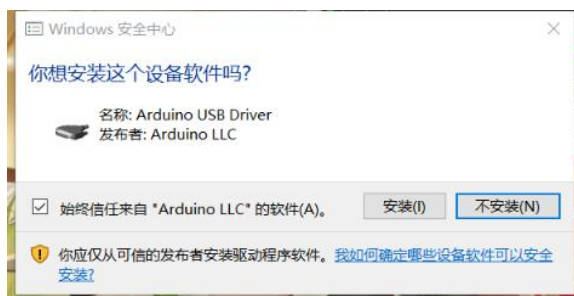 Windows 安全中心
你想安装这个设备软件吗?
名称: Arduino USB Driver
发布者: Arduino LLC
始终信任来自 "Arduino LLC" 的软件(A)。
安装(I)
不安装(N)
你应仅从可信的发布者安装驱动程序软件。我如何确定哪些设备软件可以安全
安装?